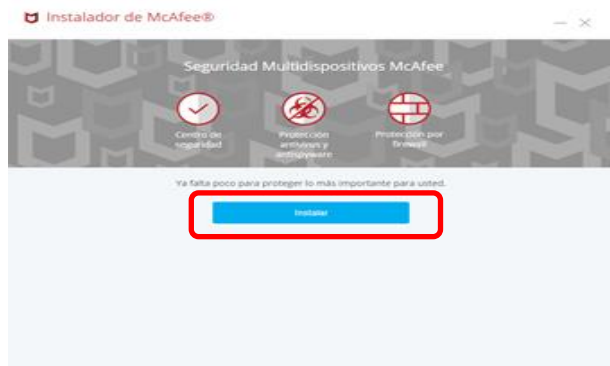 Instalador de McAfee®
Seguridad Multidispositivos McAfee
Centro de
seguridad
Protección
antivirus y
antispyware
Protección por
firewall
Ya falta poco para proteger lo más importante para usted.
Instalar